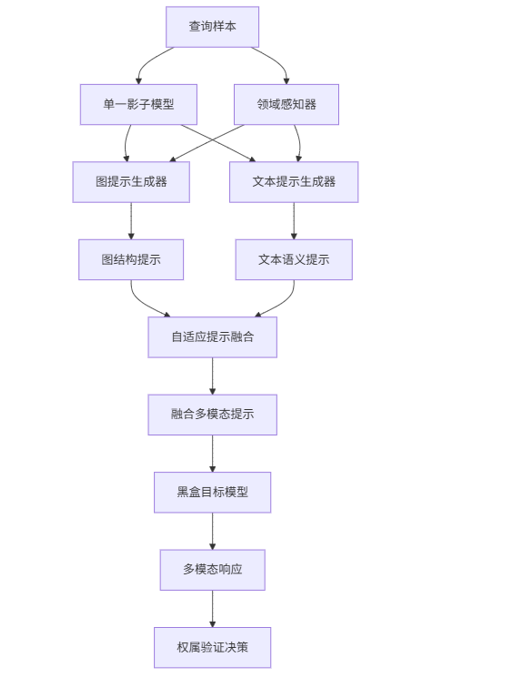 查询样本
单一影子模型
领域感知器
图提示生成器
文本提示生成器
图结构提示
文本语义提示
自适应提示融合
融合多模态提示
黑盒目标模型
多模态响应
权属验证决策